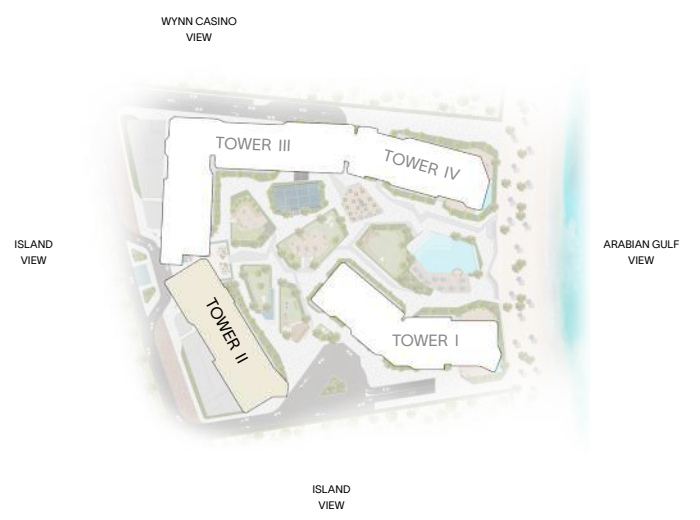 WYNN CASINO
VIEW
TOWER III
TOWER IV
ISLAND
VIEW
ARABIAN GULF
VIEW
TOWER II
TOWER I
ISLAND
VIEW